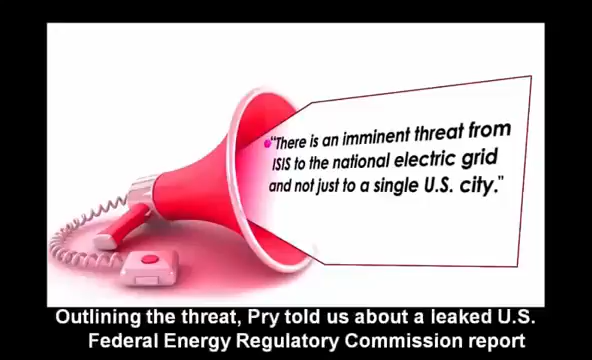 "There is an imminent threat from
ISIS to the national electric grid
and not just to a single U.S. city."
Outlining the threat, Pry told us about a leaked U.S.
Federal Energy Regulatory Commission report